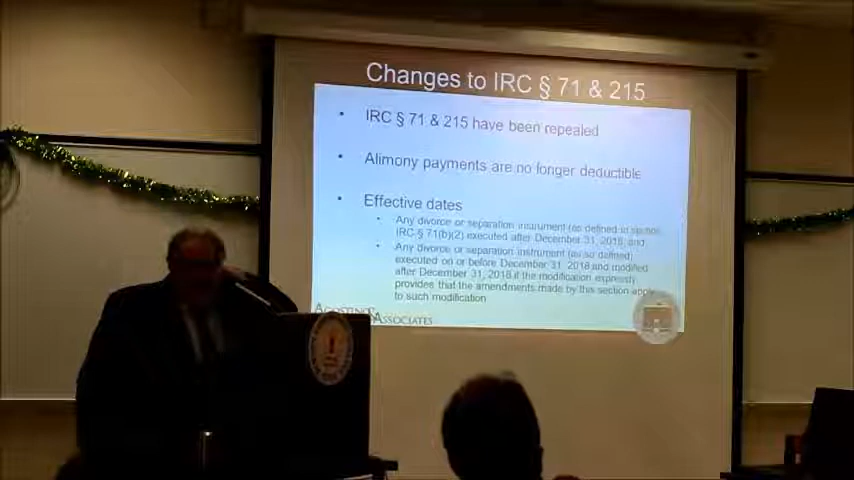 Changes to IRC § 71 & 215
• IRC § 71 & 215 have been repealed
• Alimony payments are no longer deductible
• Effective dates
• Any divorce or separation instrument (as defined in section
IRC § 71(b)(2) executed after December 31, 2018, and
• Any divorce or separation instrument (as so defined)
executed on or before December 31, 2018 and modified
after December 31, 2018 if the modification expressly
provides that the amendments made by this section apply
to such modification
AGOSTINO & ASSOCIATES